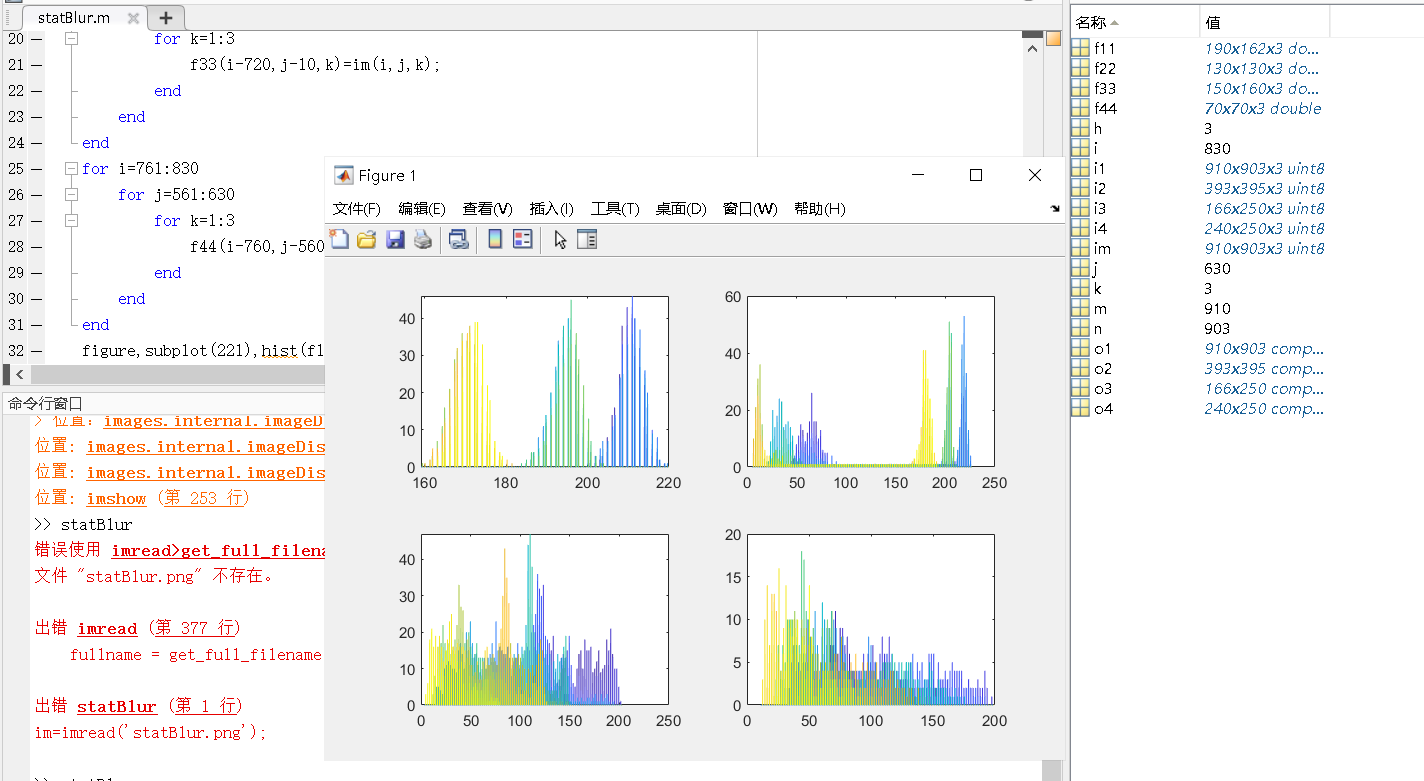 statBlur.m
20 — for k=1:3
21 — f33(i-720,j-10,k)=im(i,j,k);
22 — end
23 — end
24 — end
25 — for i=761:830
26 — for j=561:630
27 — for k=1:3
28 — f44(i-760,j-560
29 — end
30 — end
31 — end
32 — figure,subplot(221),hist(f1
命令行窗口
> 位置: images.internal.imageD
位置: images.internal.imageDis
位置: images.internal.imageDis
位置: imshow (第 253 行)
>> statBlur
错误使用 imread>get_full_filena
文件 "statBlur.png" 不存在。
出错 imread (第 377 行)
fullname = get_full_filename
出错 statBlur (第 1 行)
im=imread('statBlur.png');
Figure 1
文件(F) 编辑(E) 查看(V) 插入(I) 工具(T) 桌面(D) 窗口(W) 帮助(H)
40
30
20
10
0
160 180 200 220
60
40
20
0
0 50 100 150 200 250
40
30
20
10
0
0 50 100 150 200 250
20
15
10
5
0
0 50 100 150 200
名称 值
f11 190x162x3 do...
f22 130x130x3 do...
f33 150x160x3 do...
f44 70x70x3 double
h 3
i 830
i1 910x903x3 uint8
i2 393x395x3 uint8
i3 166x250x3 uint8
i4 240x250x3 uint8
im 910x903x3 uint8
j 630
k 3
m 910
n 903
o1 910x903 comp...
o2 393x395 comp...
o3 166x250 comp...
o4 240x250 comp...